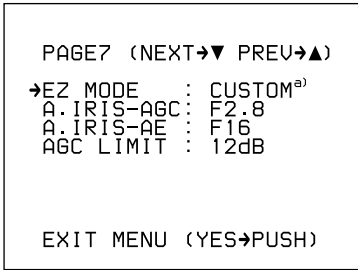 PAGE7 (NEXT→▼ PREV→▲)
→EZ MODE : CUSTOMa)
A.IRIS-AGC: F2.8
A.IRIS-AE : F16
AGC LIMIT : 12dB
EXIT MENU (YES→PUSH)